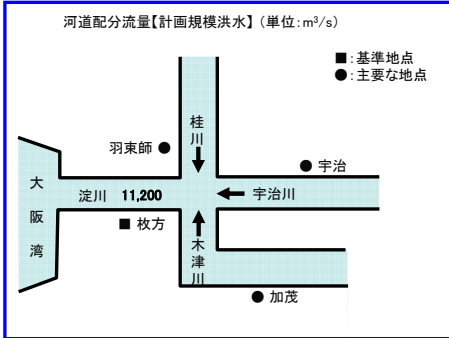 河道配分流量【計画規模洪水】(単位:m³/s)
■:基準地点
●:主要な地点
桂川
羽束師 ●
● 宇治
大阪湾
淀川 11,200
宇治川
■ 枚方
木津川
● 加茂